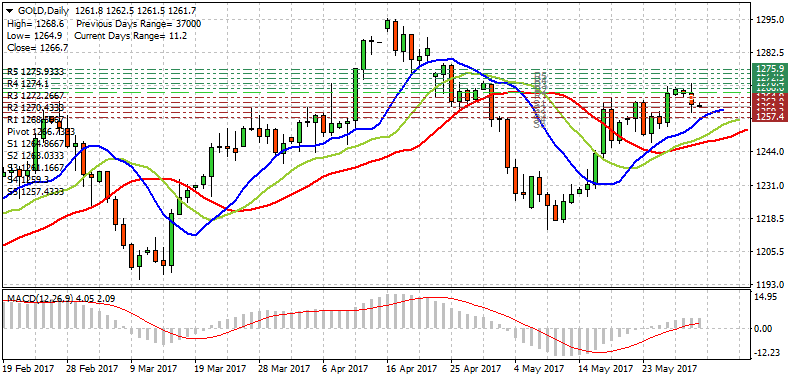 GOLD,Daily 1261.8 1262.5 1261.5 1261.7
High= 1268.6 Previous Days Range= 37000
Low= 1264.9 Current Days Range= 11.2
Close= 1266.7
R5 1275.9333
R4 1274.1
R3 1272.2667
R2 1270.4333
R1
Pivot
S1
S2 1263.0333
S3
S4 1259.3
S5 1257.4333
1295.0
1282.5
1275.9
1257.4
1244.0
1231.0
1218.5
1205.5
1193.0
MACD(12,26,9) 4.05 2.09
14.95
0.00
-12.23
19 Feb 2017 28 Feb 2017 9 Mar 2017 19 Mar 2017 28 Mar 2017 6 Apr 2017 16 Apr 2017 25 Apr 2017 4 May 2017 14 May 2017 23 May 2017